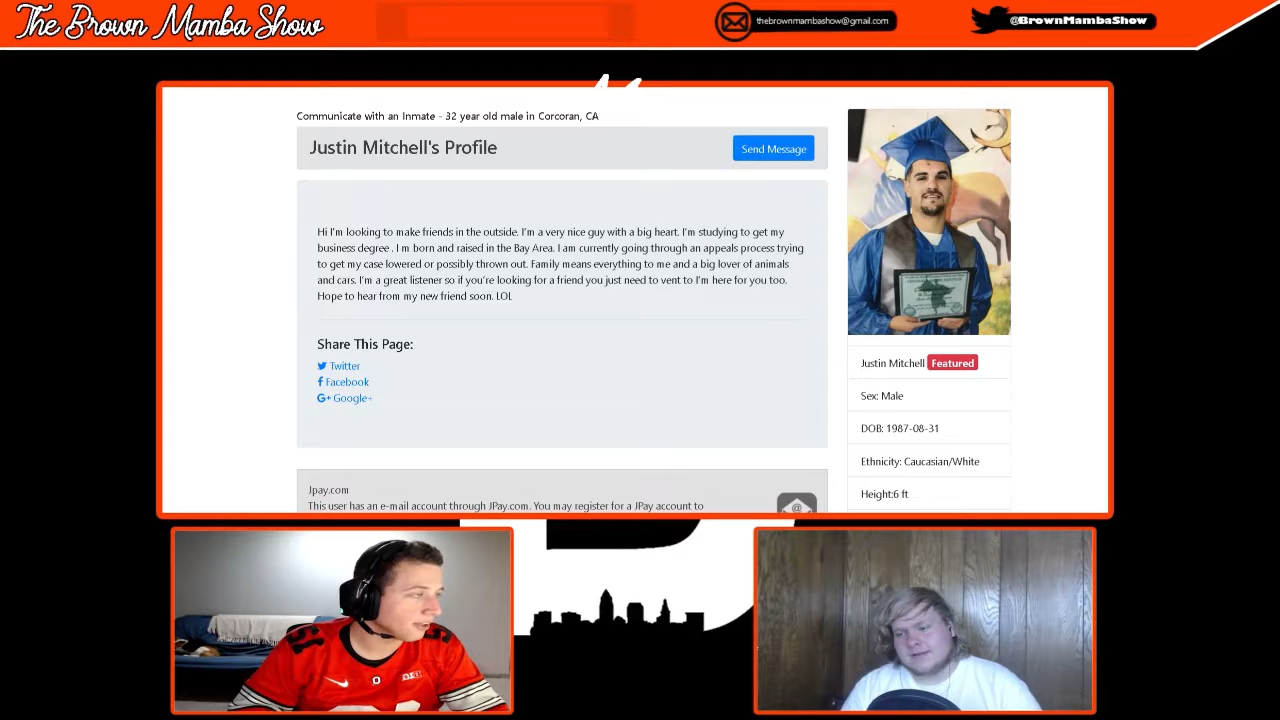 The Brown Mamba Show
thebrownmambashow@gmail.com
@BrownMambaShow
Communicate with an Inmate - 32 year old male in Corcoran, CA
Justin Mitchell's Profile
Send Message
Hi I'm looking to make friends in the outside. I'm a very nice guy with a big heart. I'm studying to get my
business degree . I m born and raised in the Bay Area. I am currently going through an appeals process trying
to get my case lowered or possibly thrown out. Family means everything to me and a big lover of animals
and cars. I'm a great listener so if you're looking for a friend you just need to vent to I'm here for you too.
Hope to hear from my new friend soon. LOL
Share This Page:
Twitter
Facebook
G+ Google+
Jpay.com
This user has an e-mail account through JPay.com. You may register for a JPay account to
Justin Mitchell Featured
Sex: Male
DOB: 1987-08-31
Ethnicity: Caucasian/White
Height:6 ft